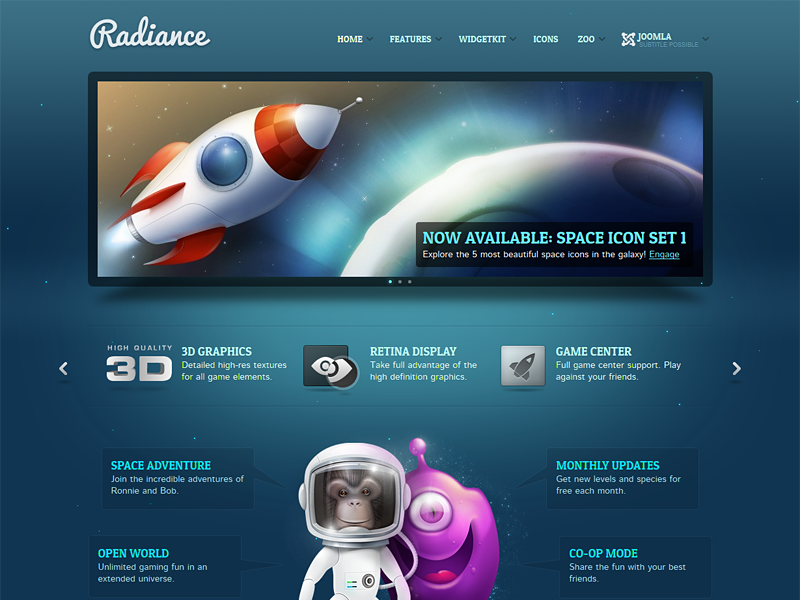 Radiance
HOME FEATURES WIDGETKIT ICONS ZOO JOOMLA
SUBTITLE POSSIBLE
NOW AVAILABLE: SPACE ICON SET 1
Explore the 5 most beautiful space icons in the galaxy! Engage
HIGH QUALITY
3D
3D GRAPHICS
Detailed high-res textures
for all game elements.
RETINA DISPLAY
Take full advantage of the
high definition graphics.
GAME CENTER
Full game center support. Play
against your friends.
SPACE ADVENTURE
Join the incredible adventures of
Ronnie and Bob.
MONTHLY UPDATES
Get new levels and species for
free each month.
OPEN WORLD
Unlimited gaming fun in an
extended universe.
CO-OP MODE
Share the fun with your best
friends.